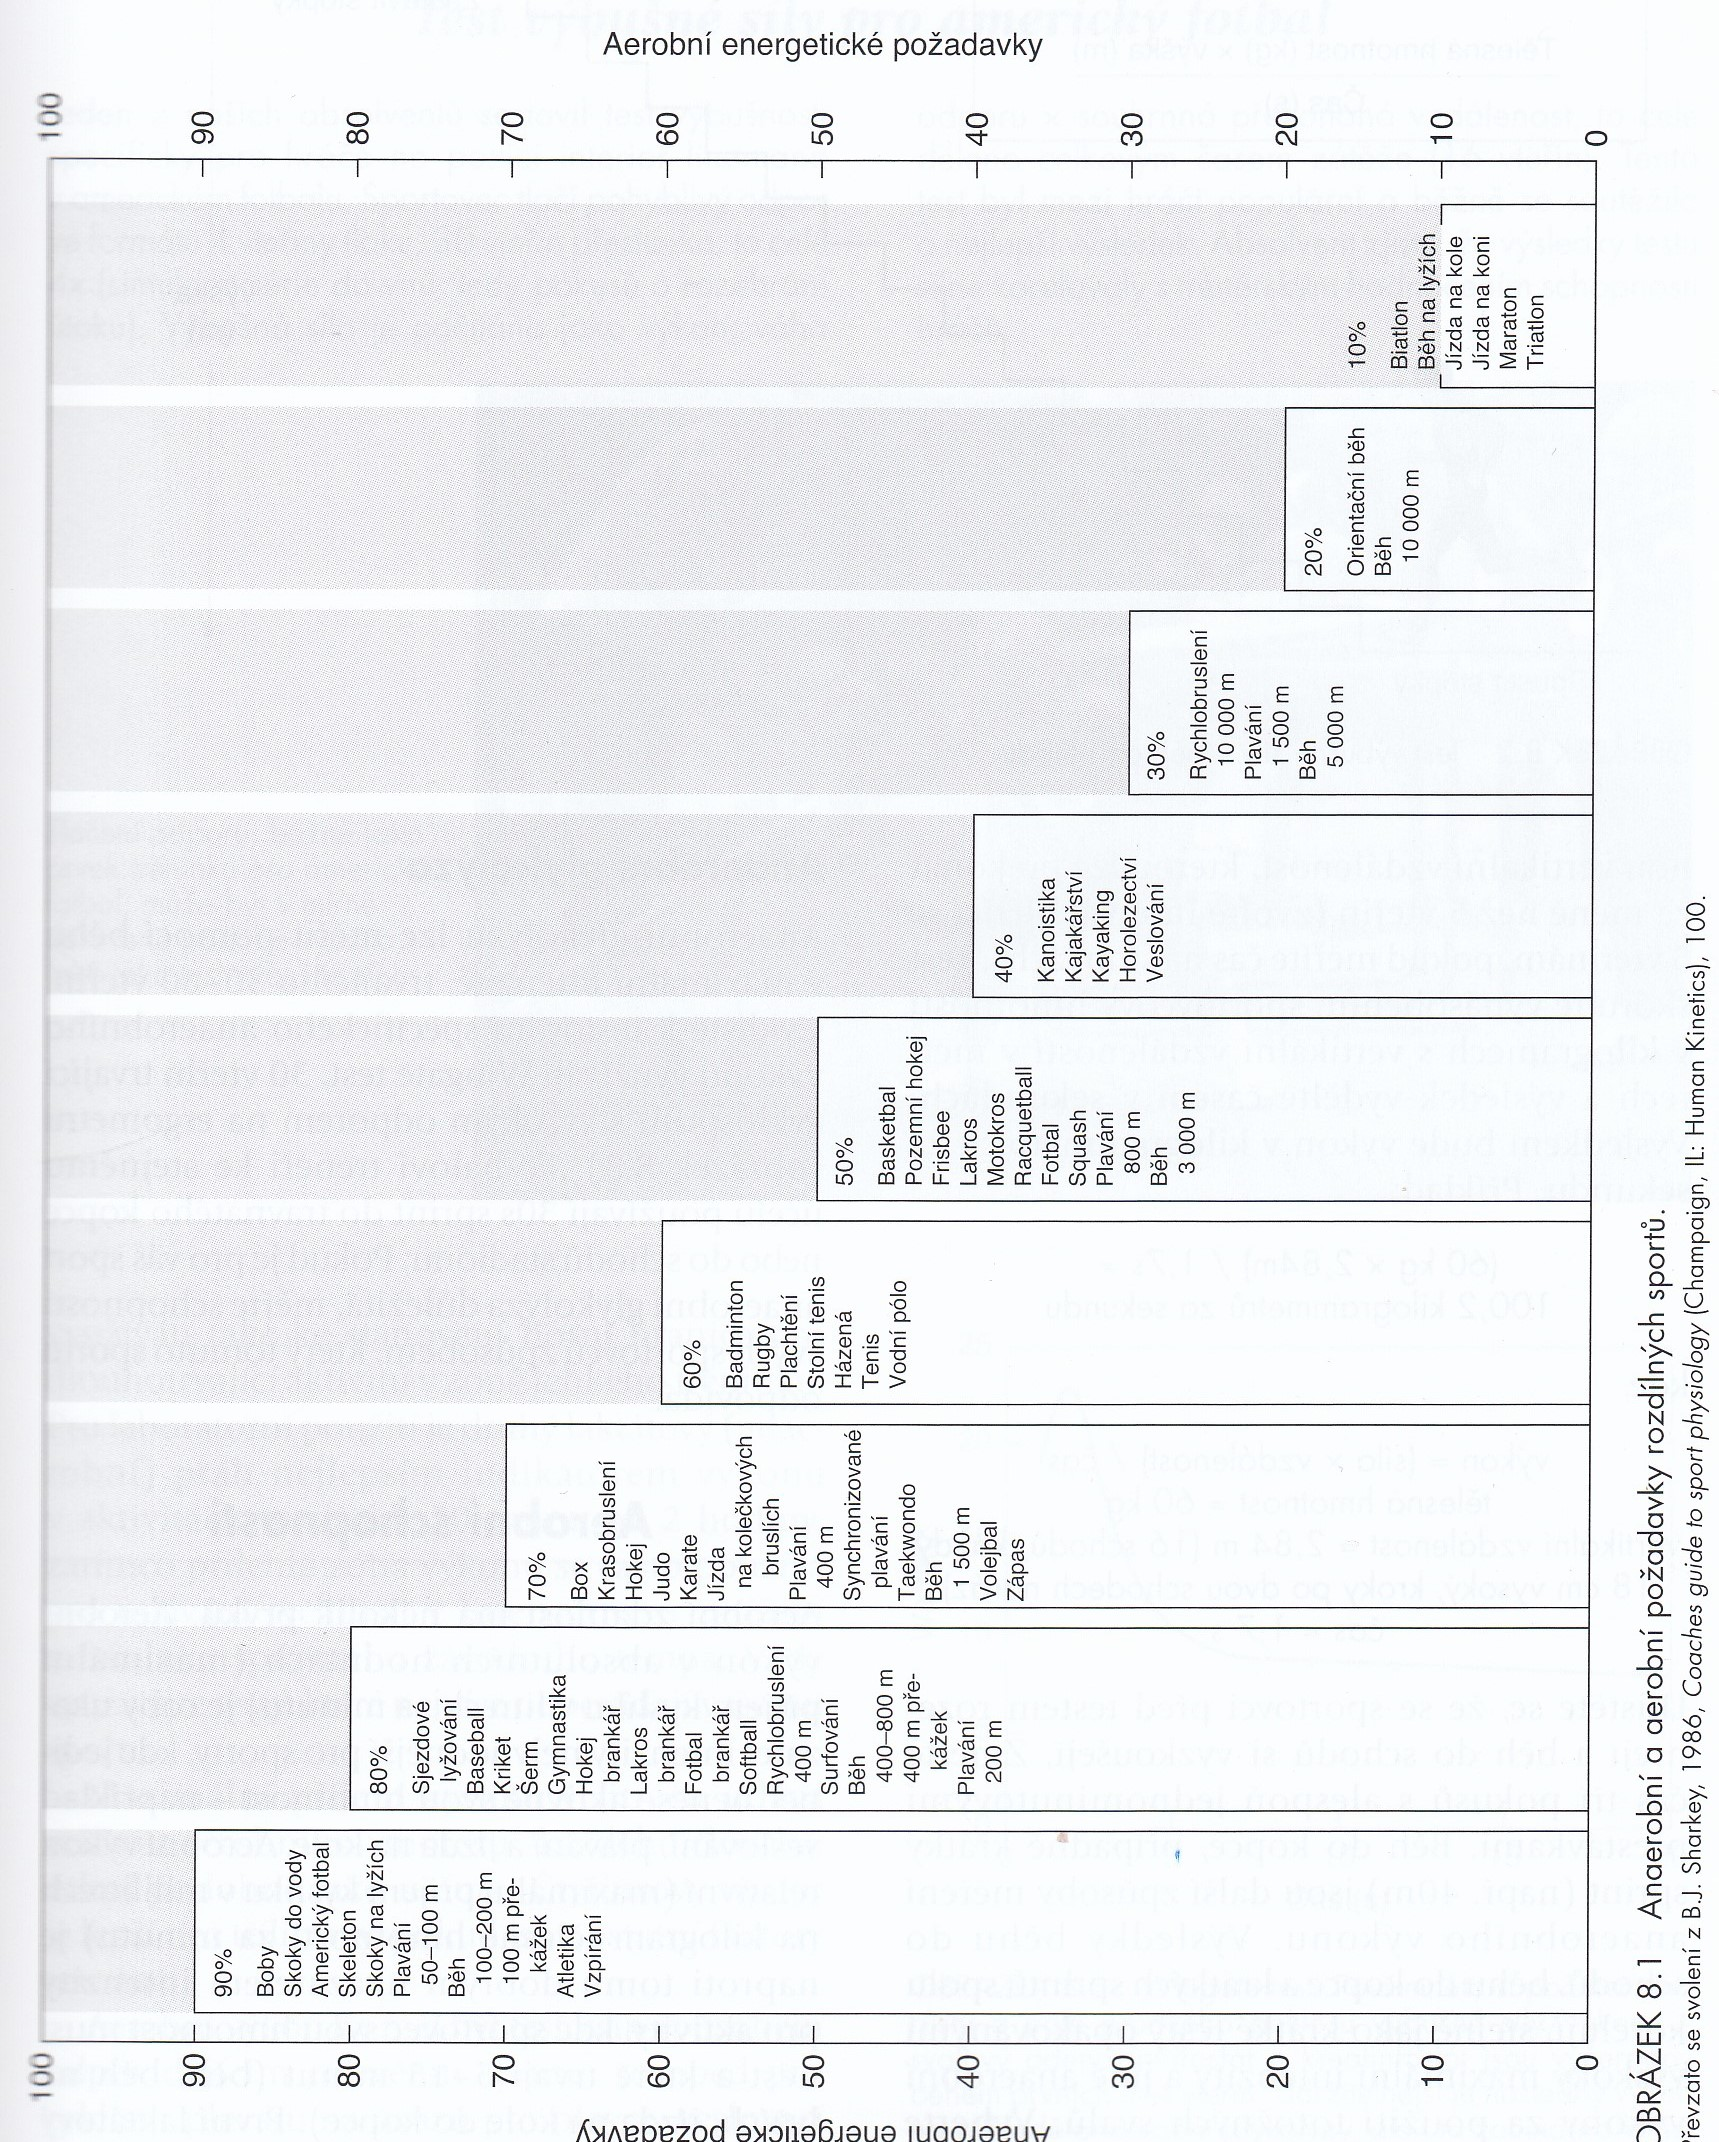 Anaerobní energetické požadavky
100
90
80
70
60
50
40
30
20
10
0
90%
Boby
Skoky do vody
Americký fotbal
Skeleton
Skoky na lyžích
Plavání
50–100 m
Běh
100–200 m
100 m pře-
kážek
Atletika
Vzpírání
80%
Sjezdové
lyžování
Baseball
Kriket
Šerm
Gymnastika
Hokej
brankář
Lakros
brankář
Fotbal
brankář
Softball
Rychlobruslení
400 m
Surfování
Běh
400–800 m
400 m pře-
kážek
Plavání
200 m
70%
Box
Krasobruslení
Hokej
Judo
Karate
Jízda
na kolečkových
bruslích
Plavání
400 m
Synchronizované
plavání
Taekwondo
Běh
1 500 m
Volejbal
Zápas
60%
Badminton
Rugby
Plachtění
Stolní tenis
Házená
Tenis
Vodní pólo
50%
Basketbal
Pozemní hokej
Frisbee
Lakros
Motokros
Racquetball
Fotbal
Squash
Plavání
800 m
Běh
3 000 m
40%
Kanoistika
Kajakářství
Kayaking
Horolezectví
Veslování
30%
Rychlobruslení
10 000 m
Plavání
1 500 m
Běh
5 000 m
20%
Orientační běh
Běh
10 000 m
10%
Biatlon
Běh na lyžích
Jízda na kole
Jízda na koni
Maraton
Triatlon
100
90
80
70
60
50
40
30
20
10
0
Aerobní energetické požadavky
OBRÁZEK 8.1 Anaerobní a aerobní požadavky rozdílných sportů.
Převzato se svolení z B.J. Sharkey, 1986, Coaches guide to sport physiology (Champaign, IL: Human Kinetics), 100.